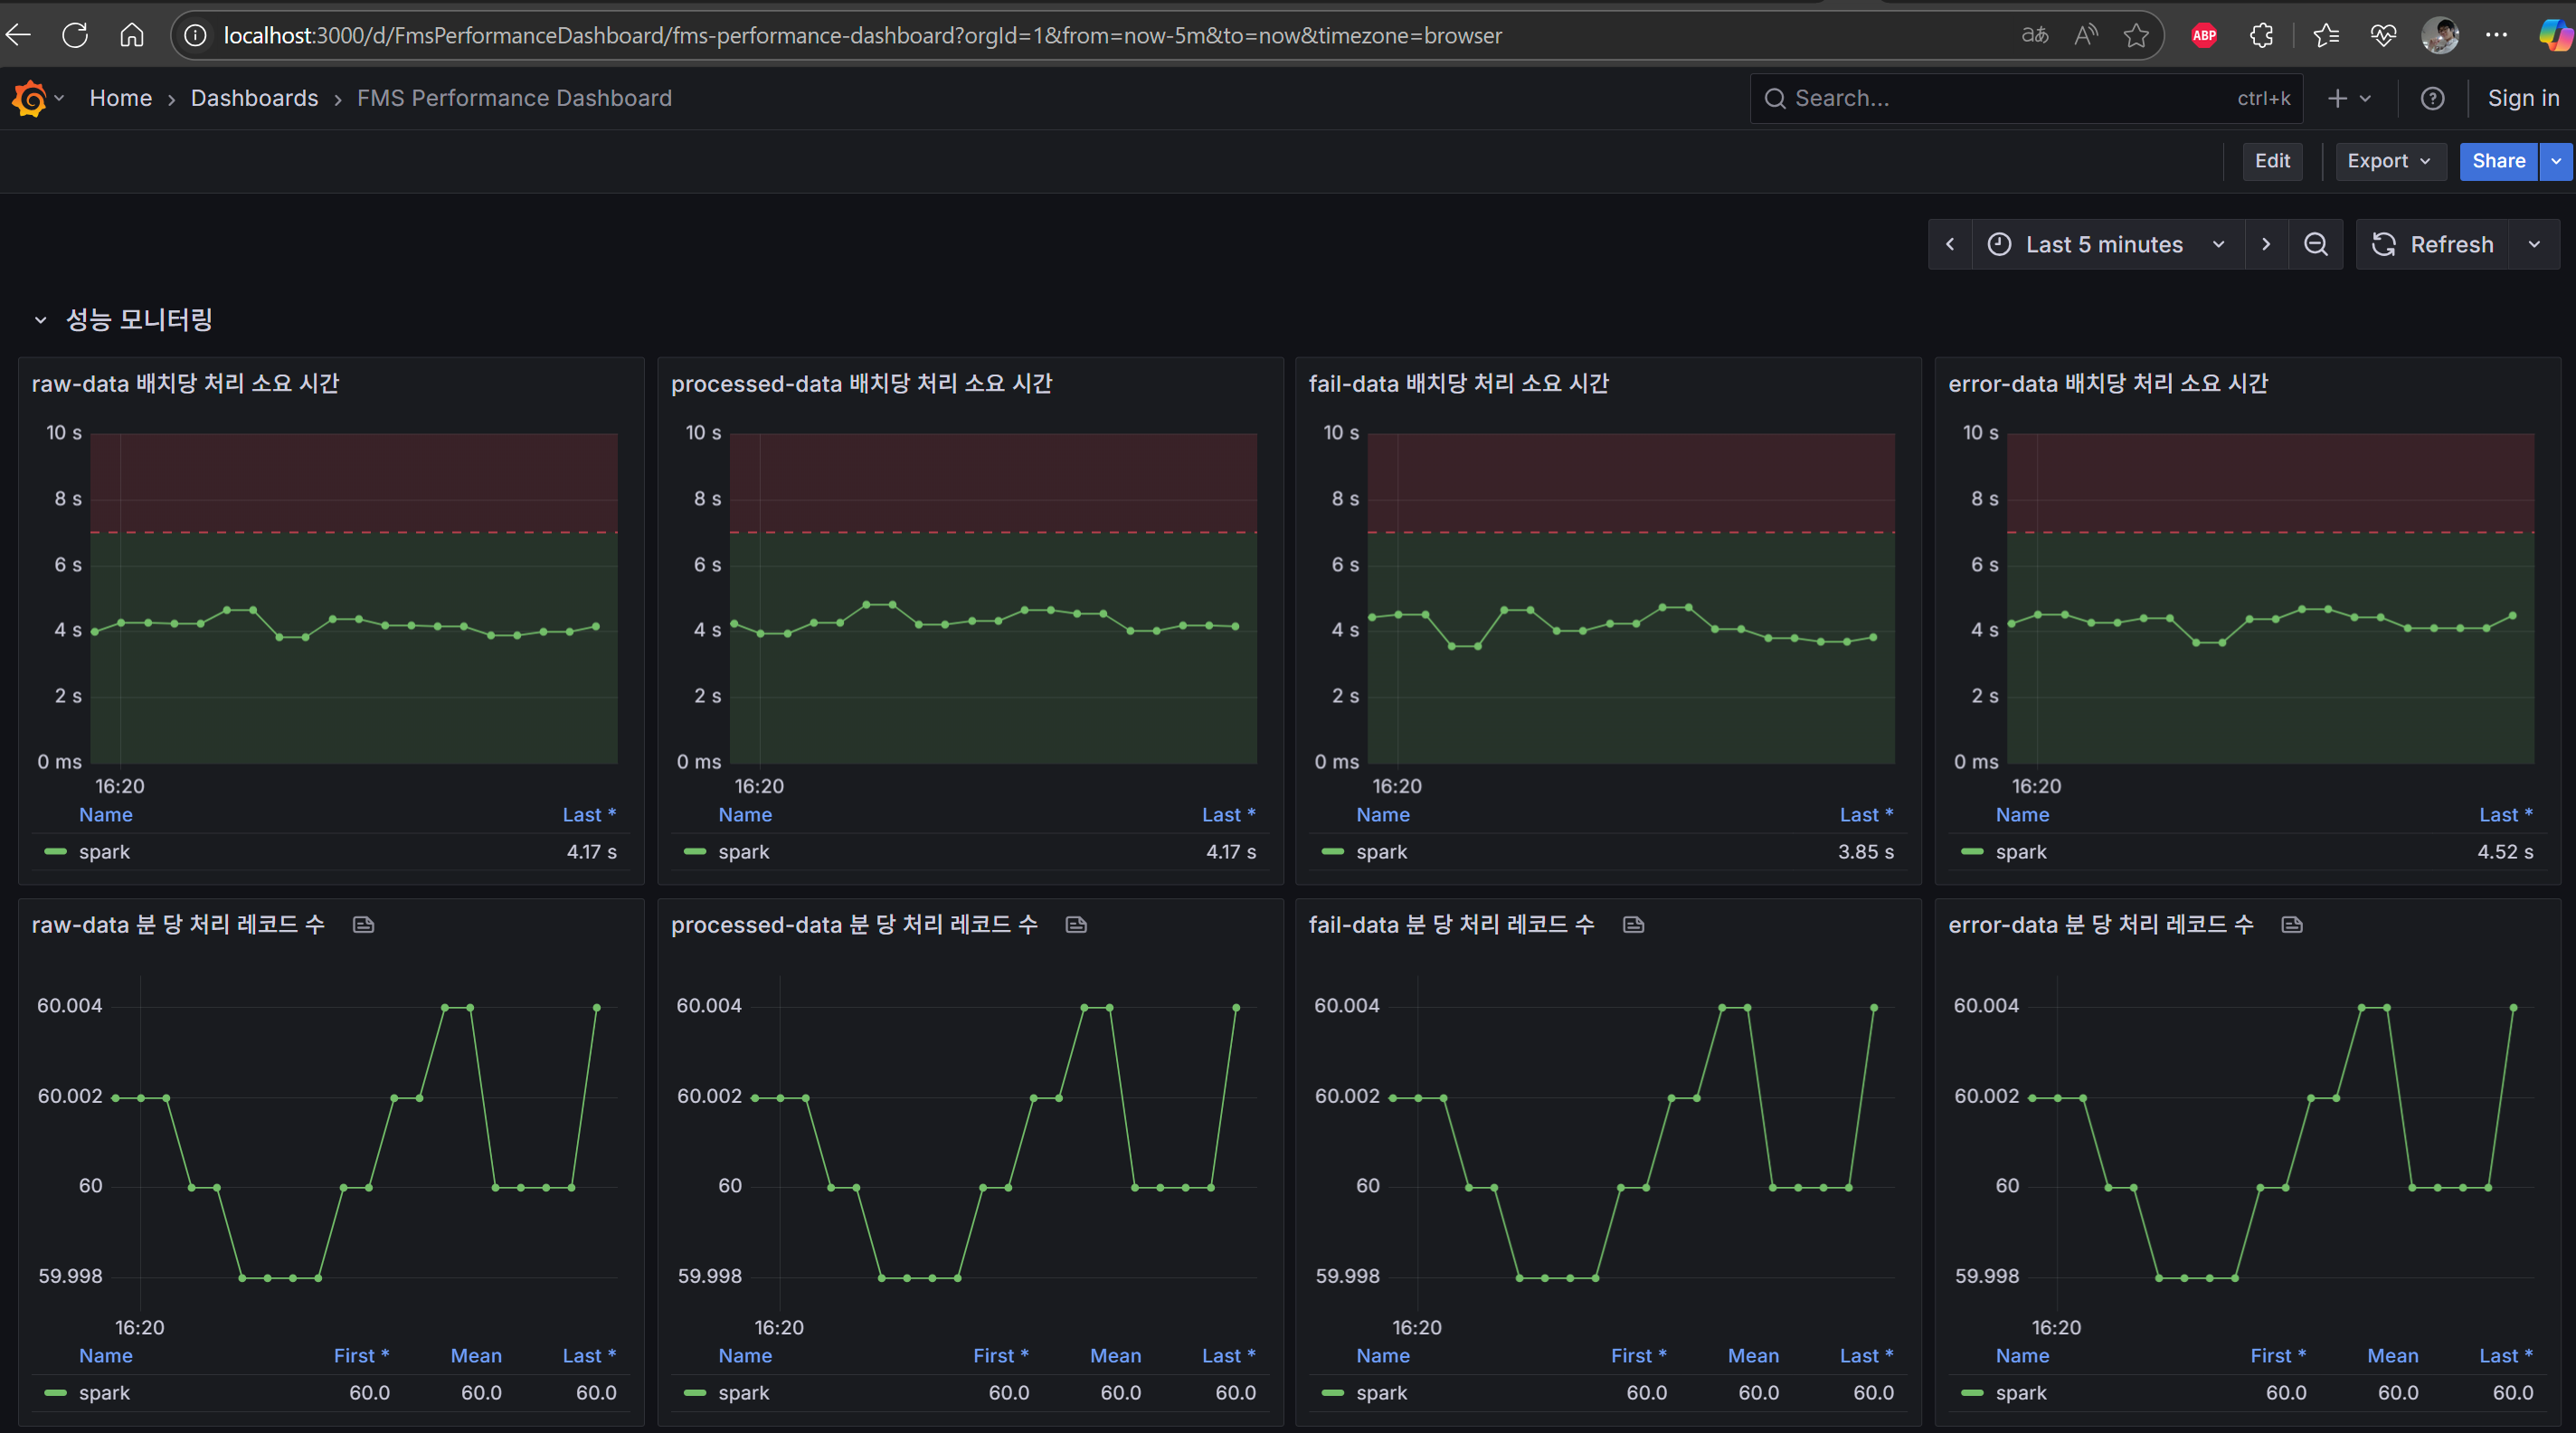 localhost:3000/d/FmsPerformanceDashboard/fms-performance-dashboard?orgId=1&from=now-5m&to=now&timezone=browser
aあ
A
ABP
Home › Dashboards › FMS Performance Dashboard
Search...
ctrl+k
Sign in
Edit
Export
Share
Last 5 minutes
Refresh
성능 모니터링
raw-data 배치당 처리 소요 시간
10 s
8 s
6 s
4 s
2 s
0 ms
16:20
Name Last *
spark 4.17 s
processed-data 배치당 처리 소요 시간
10 s
8 s
6 s
4 s
2 s
0 ms
16:20
Name Last *
spark 4.17 s
fail-data 배치당 처리 소요 시간
10 s
8 s
6 s
4 s
2 s
0 ms
16:20
Name Last *
spark 3.85 s
error-data 배치당 처리 소요 시간
10 s
8 s
6 s
4 s
2 s
0 ms
16:20
Name Last *
spark 4.52 s
raw-data 분 당 처리 레코드 수
60.004
60.002
60
59.998
16:20
Name First * Mean Last *
spark 60.0 60.0 60.0
processed-data 분 당 처리 레코드 수
60.004
60.002
60
59.998
16:20
Name First * Mean Last *
spark 60.0 60.0 60.0
fail-data 분 당 처리 레코드 수
60.004
60.002
60
59.998
16:20
Name First * Mean Last *
spark 60.0 60.0 60.0
error-data 분 당 처리 레코드 수
60.004
60.002
60
59.998
16:20
Name First * Mean Last *
spark 60.0 60.0 60.0